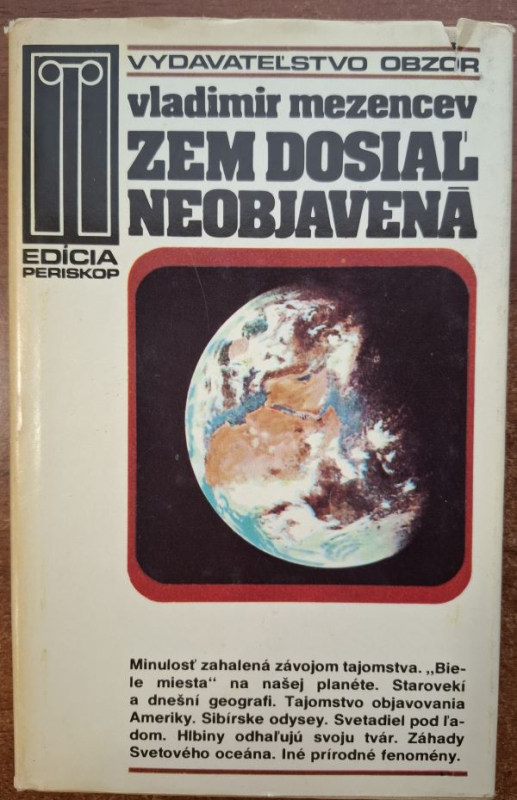 VYDAVATEĽSTVO OBZOR
vladimir mezencev
ZEM DOSIAĽ
NEOBJAVENÁ
EDÍCIA
PERISKOP
Minulosť zahalená závojom tajomstva. „Bie-
le miesta“ na našej planéte. Starovekí
a dnešní geografi. Tajomstvo objavovania
Ameriky. Sibírske odysey. Svetadiel pod ľa-
dom. Hlbiny odhaľujú svoju tvár. Záhady
Svetového oceána. Iné prírodné fenomény.